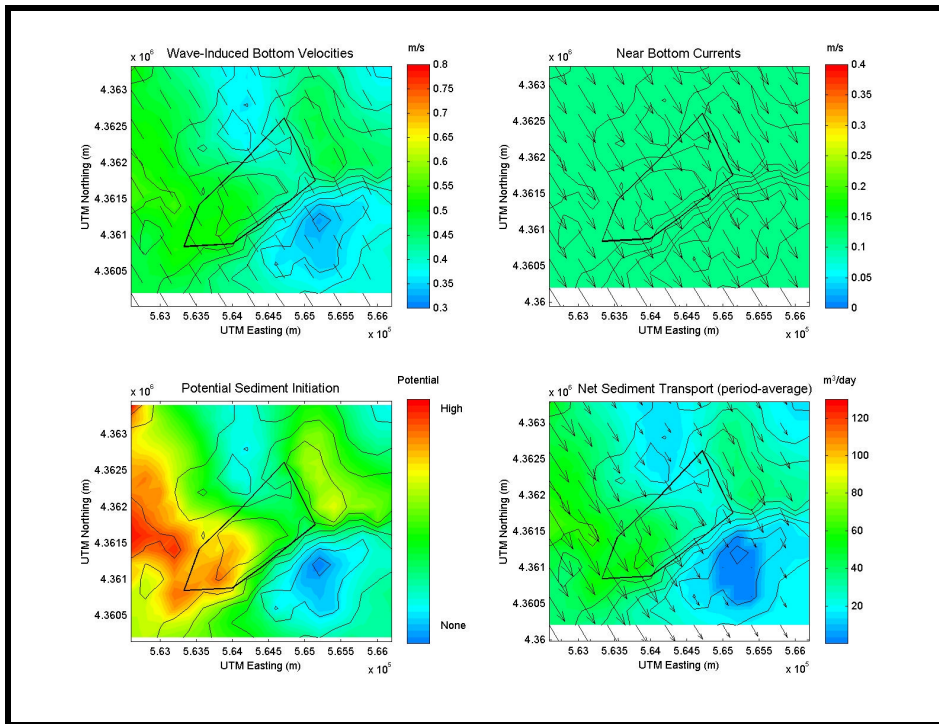 Wave-Induced Bottom Velocities
m/s
x 10⁶
4.363
4.3625
4.362
4.3615
4.361
4.3605
UTM Northing (m)
5.63 5.635 5.64 5.645 5.65 5.655 5.66
UTM Easting (m)
x 10⁵
0.8
0.75
0.7
0.65
0.6
0.55
0.5
0.45
0.4
0.35
0.3
Near Bottom Currents
m/s
x 10⁶
4.363
4.3625
4.362
4.3615
4.361
4.3605
4.36
UTM Northing (m)
5.63 5.635 5.64 5.645 5.65 5.655 5.66
UTM Easting (m)
x 10⁵
0.4
0.35
0.3
0.25
0.2
0.15
0.1
0.05
0
Potential Sediment Initiation
Potential
x 10⁶
4.363
4.3625
4.362
4.3615
4.361
4.3605
UTM Northing (m)
5.63 5.635 5.64 5.645 5.65 5.655 5.66
UTM Easting (m)
x 10⁵
High
None
Net Sediment Transport (period-average)
m³/day
x 10⁶
4.363
4.3625
4.362
4.3615
4.361
4.3605
4.36
UTM Northing (m)
5.63 5.635 5.64 5.645 5.65 5.655 5.66
UTM Easting (m)
x 10⁵
120
100
80
60
40
20